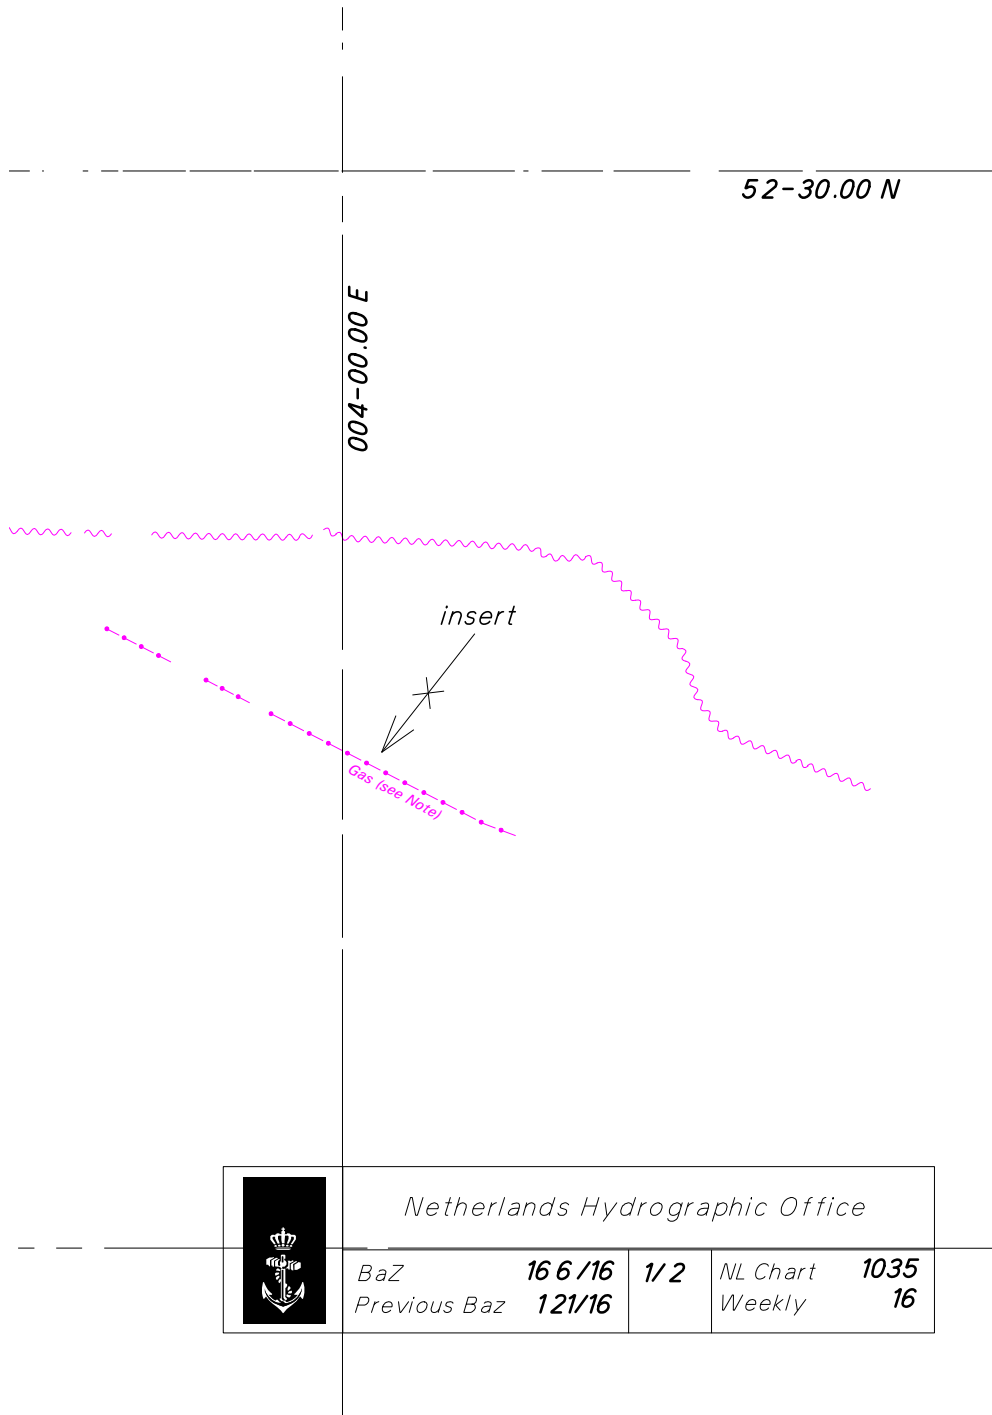 52-30.00 N
004-00.00 E
insert
Gas (see Note)
Netherlands Hydrographic Office
BaZ 166/16 1/2 NL Chart 1035
Previous Baz 121/16 Weekly 16